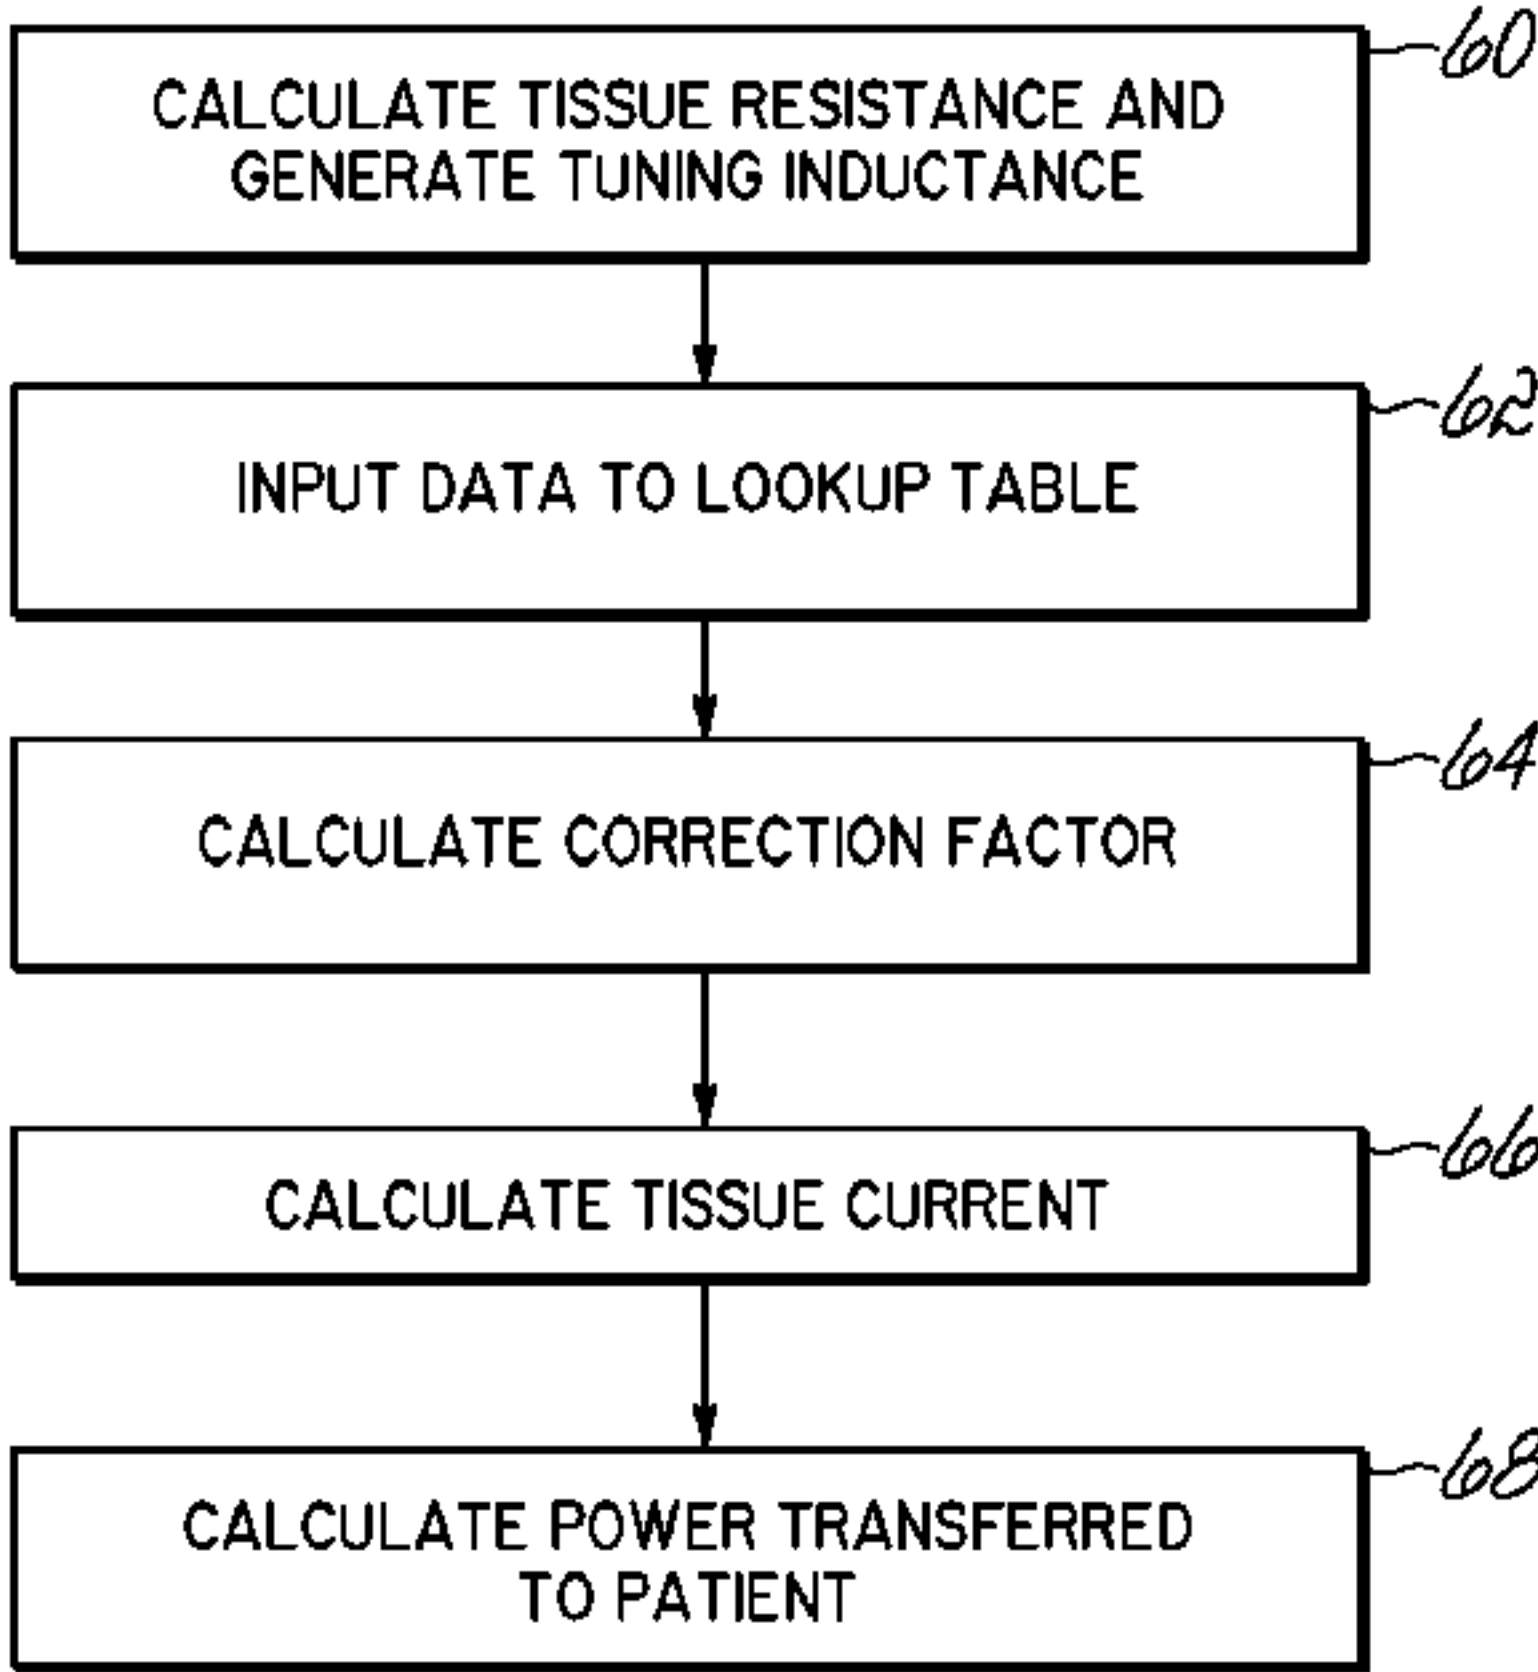 60
CALCULATE TISSUE RESISTANCE AND
GENERATE TUNING INDUCTANCE
62
INPUT DATA TO LOOKUP TABLE
64
CALCULATE CORRECTION FACTOR
66
CALCULATE TISSUE CURRENT
68
CALCULATE POWER TRANSFERRED
TO PATIENT